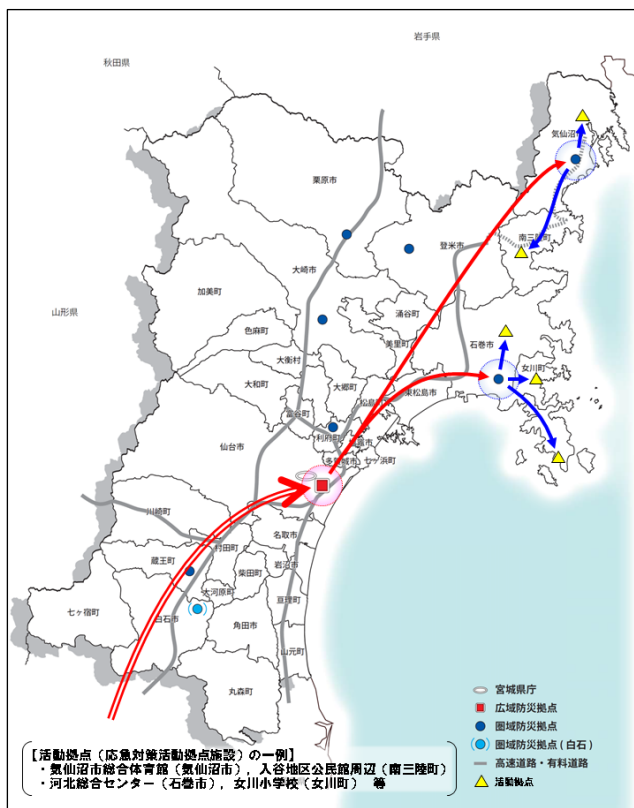 岩手県
秋田県
気仙沼市
栗原市
南三陸町
登米市
大崎市
加美町
山形県
涌谷町
色麻町
美里町
石巻市
大衡村
女川町
大和町
大郷町
東松島市
松島町
富谷町
利府町
仙台市
塩竈市
多賀城市
七ヶ浜町
川崎町
名取市
村田町
蔵王町
岩沼市
柴田町
大河原町
七ヶ宿町
亘理町
白石市
角田市
山元町
丸森町
宮城県庁
広域防災拠点
圏域防災拠点
圏域防災拠点(白石)
高速道路・有料道路
活動拠点
【活動拠点(応急対策活動拠点施設)の一例】
・気仙沼市総合体育館(気仙沼市),入谷地区公民館周辺(南三陸町)
・河北総合センター(石巻市),女川小学校(女川町) 等